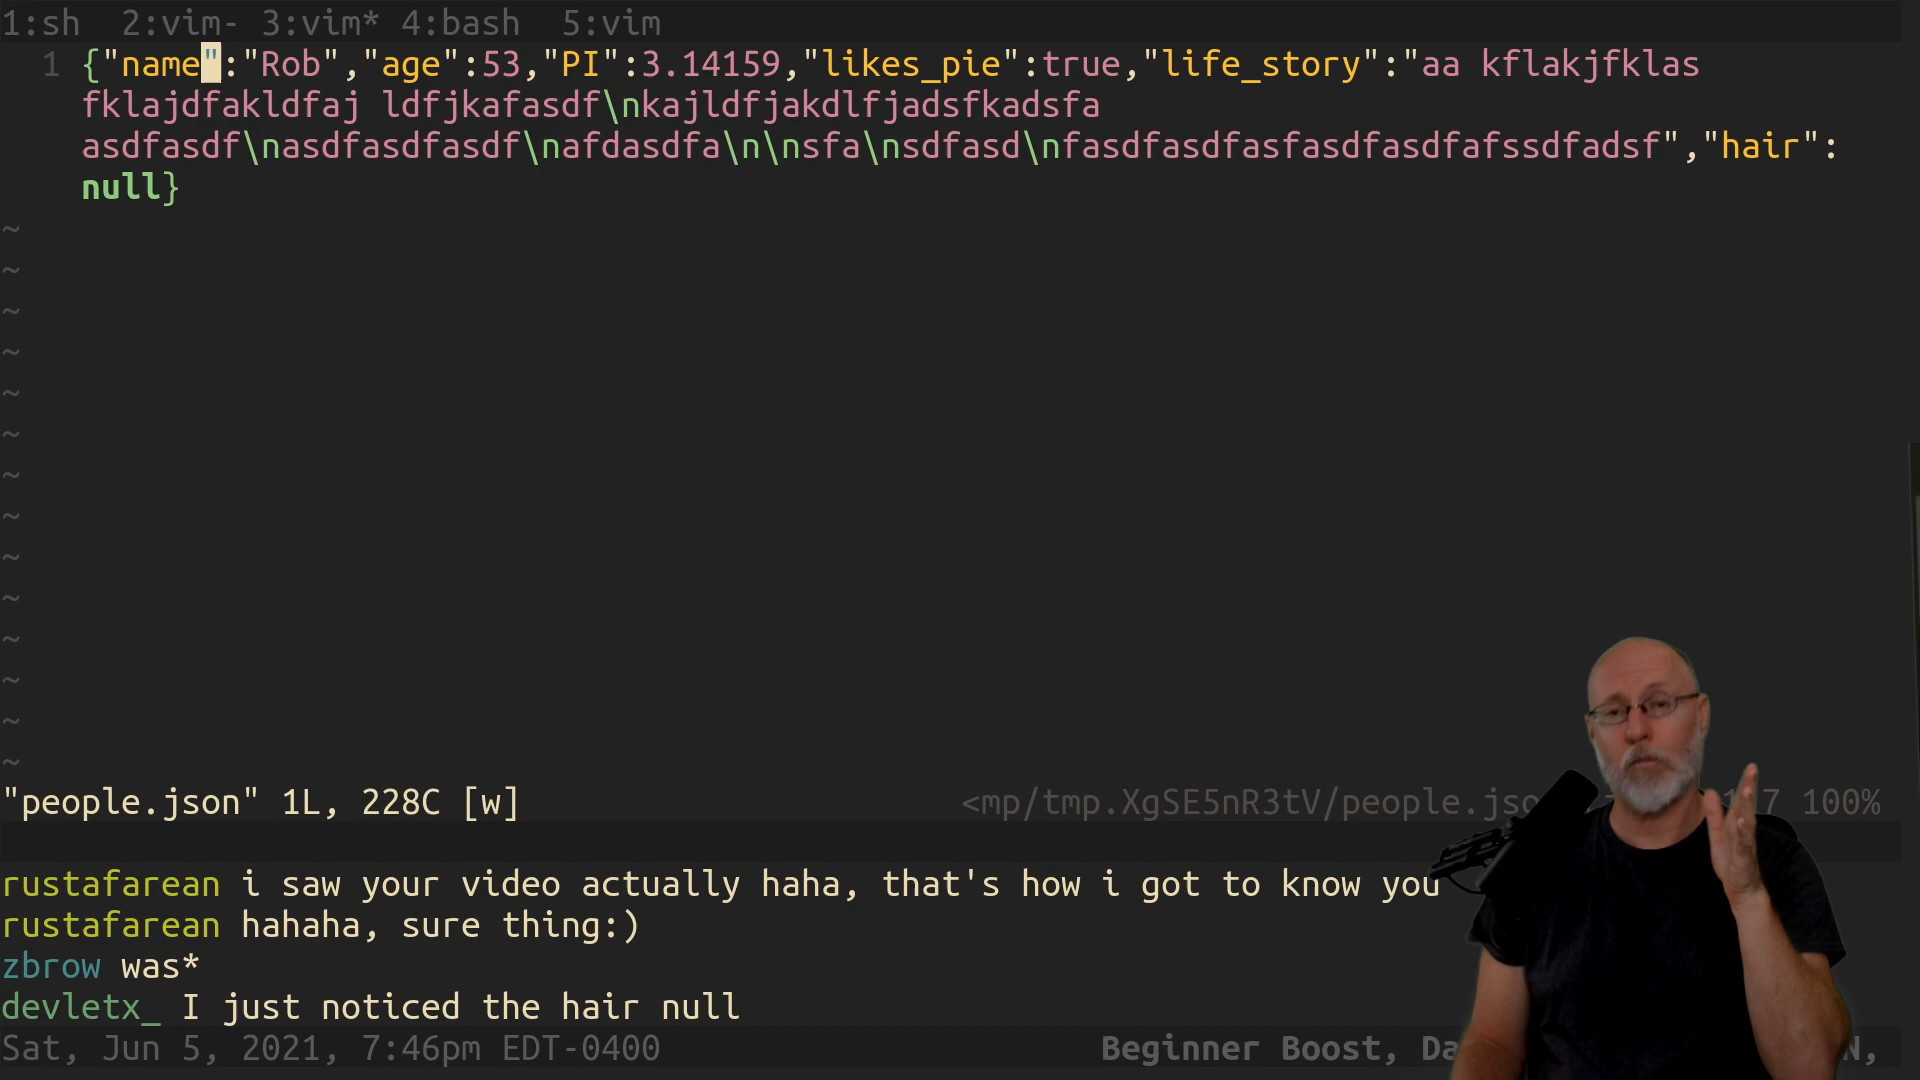 1:sh  2:vim- 3:vim* 4:bash  5:vim
1 {"name":"Rob","age":53,"PI":3.14159,"likes_pie":true,"life_story":"aa kflakjfklas
fklajdfakldfaj ldfjkafasdf\nkajldfjakdlfjadsfkadsfa
asdfasdf\nasdfasdfasdf\nafdasdfa\n\nsfa\nsdfasd\nfasdfasdfasfasdfasdfafssdfadsf","hair":
null}
~
~
~
~
~
~
~
~
~
~
~
~
~
~
"people.json" 1L, 228C [w] <mp/tmp.XgSE5nR3tV/people.jso 100%
rustafarean i saw your video actually haha, that's how i got to know you
rustafarean hahaha, sure thing:)
zbrow was*
devletx_ I just noticed the hair null
Sat, Jun 5, 2021, 7:46pm EDT-0400 Beginner Boost,